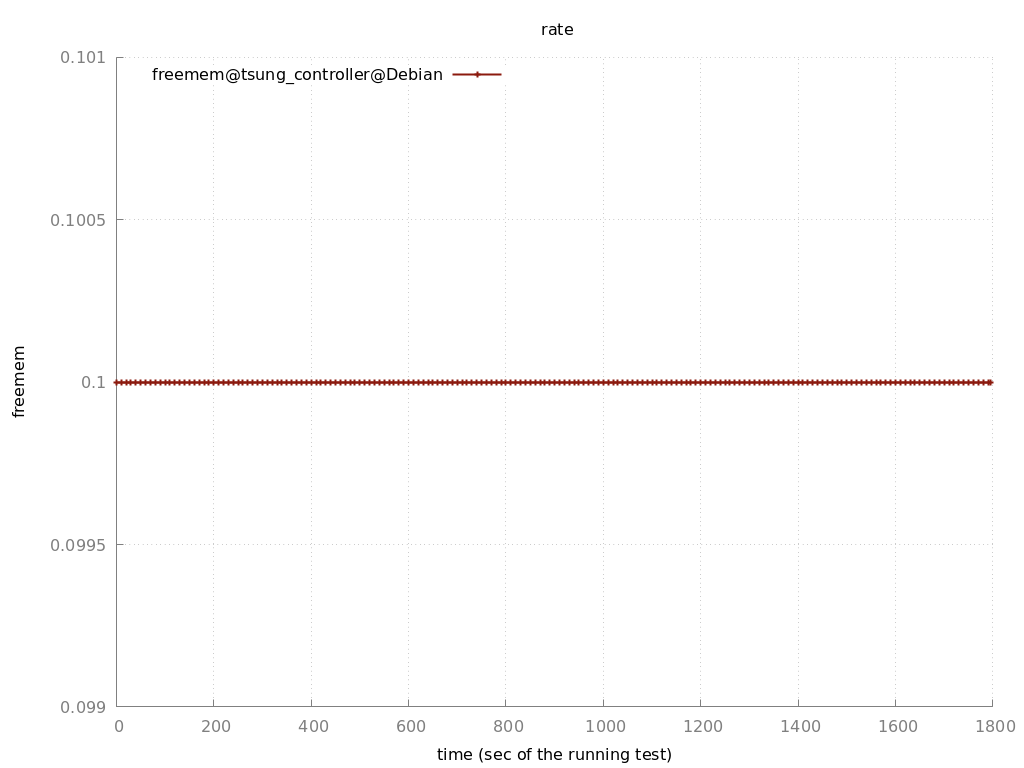 rate
0.101
freemem@tsung_controller@Debian
0.1005
0.1
freemem
0.0995
0.099
0 200 400 600 800 1000 1200 1400 1600 1800
time (sec of the running test)